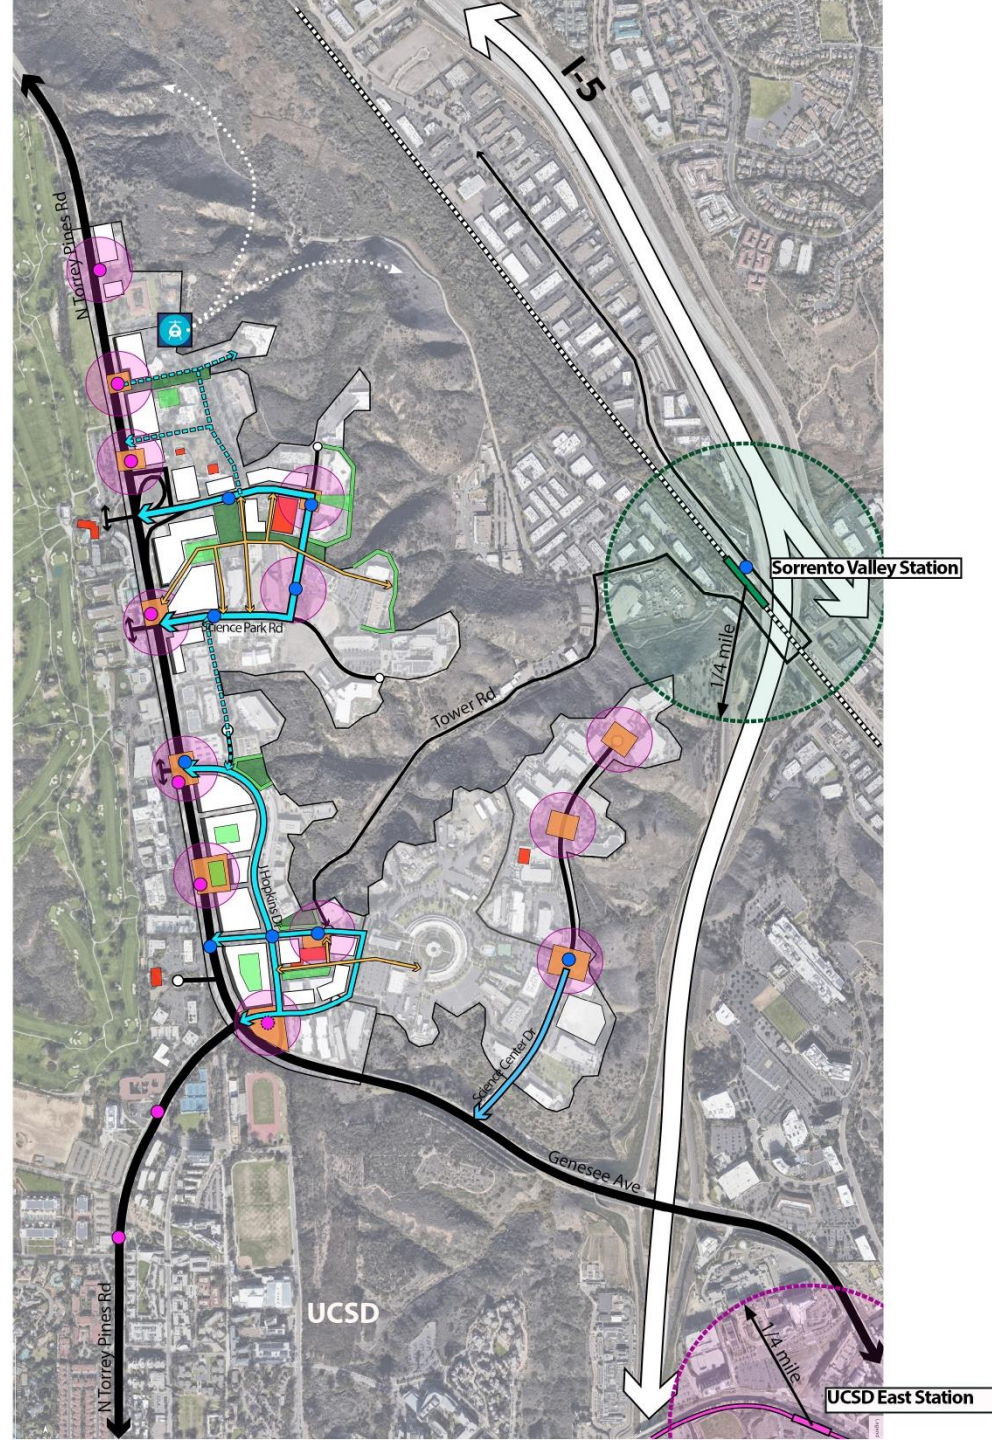 I-5
N Torrey Pines Rd
Sorrento Valley Station
Science Park Rd
1/4 mile
Tower Rd
J Hopkins Dr
Science Center Dr
Genesee Ave
UCSD
N Torrey Pines Rd
1/4 mile
UCSD East Station